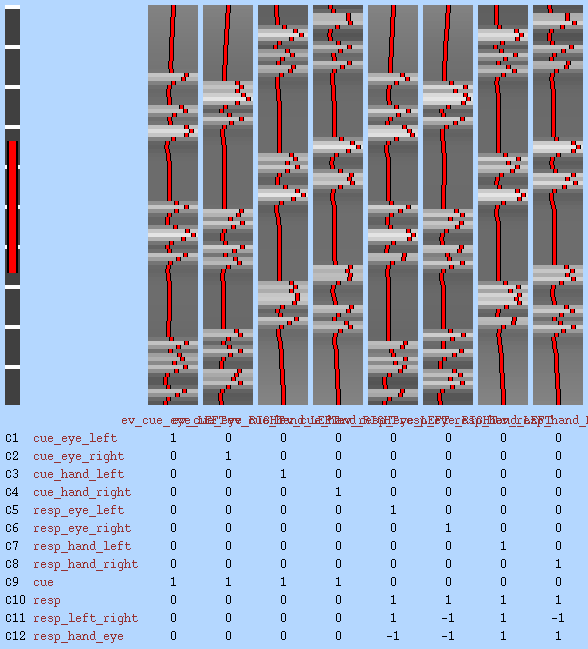 C1 cue_eye_left 1 0 0 0 0 0 0 0
C2 cue_eye_right 0 1 0 0 0 0 0 0
C3 cue_hand_left 0 0 1 0 0 0 0 0
C4 cue_hand_right 0 0 0 1 0 0 0 0
C5 resp_eye_left 0 0 0 0 1 0 0 0
C6 resp_eye_right 0 0 0 0 0 1 0 0
C7 resp_hand_left 0 0 0 0 0 0 1 0
C8 resp_hand_right 0 0 0 0 0 0 0 1
C9 cue 1 1 1 1 0 0 0 0
C10 resp 0 0 0 0 1 1 1 1
C11 resp_left_right 0 0 0 0 1 -1 1 -1
C12 resp_hand_eye 0 0 0 0 -1 -1 1 1